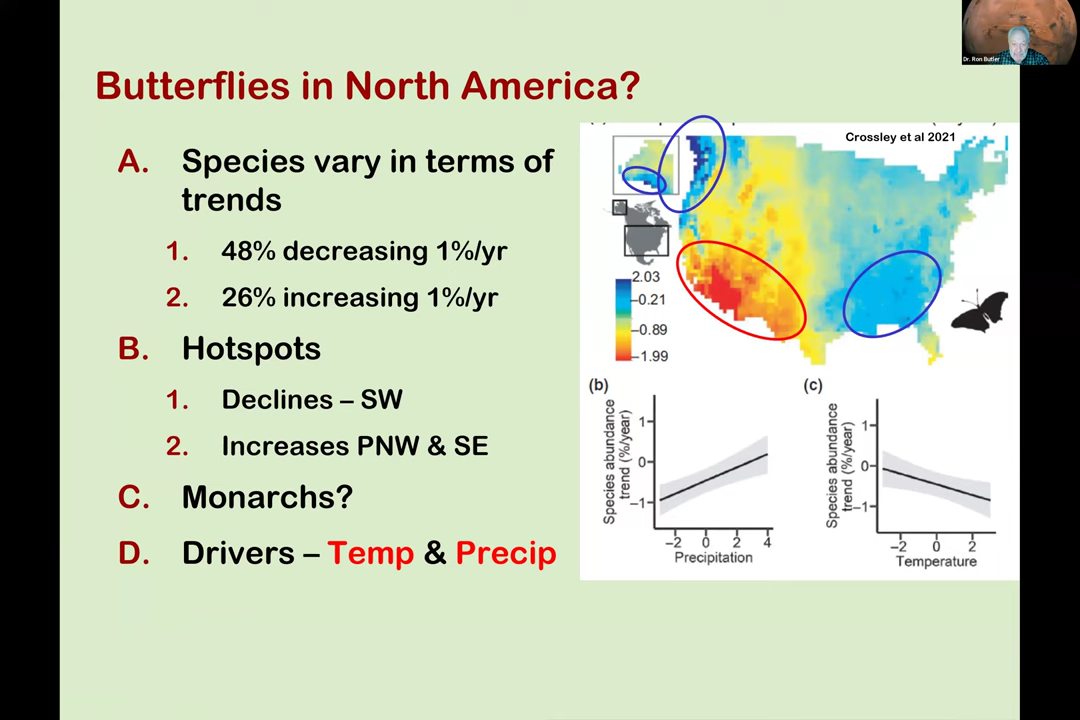 Dr. Ron Butler
Butterflies in North America?
A. Species vary in terms of
trends
1. 48% decreasing 1%/yr
2. 26% increasing 1%/yr
B. Hotspots
1. Declines – SW
2. Increases PNW & SE
C. Monarchs?
D. Drivers – Temp & Precip
Crossley et al 2021
2.03
–0.21
–0.89
–1.99
(b)
Species abundance
trend (%/year)
1
0
–1
–2 0 2 4
Precipitation
(c)
Species abundance
trend (%/year)
1
0
–1
–2 0 2
Temperature